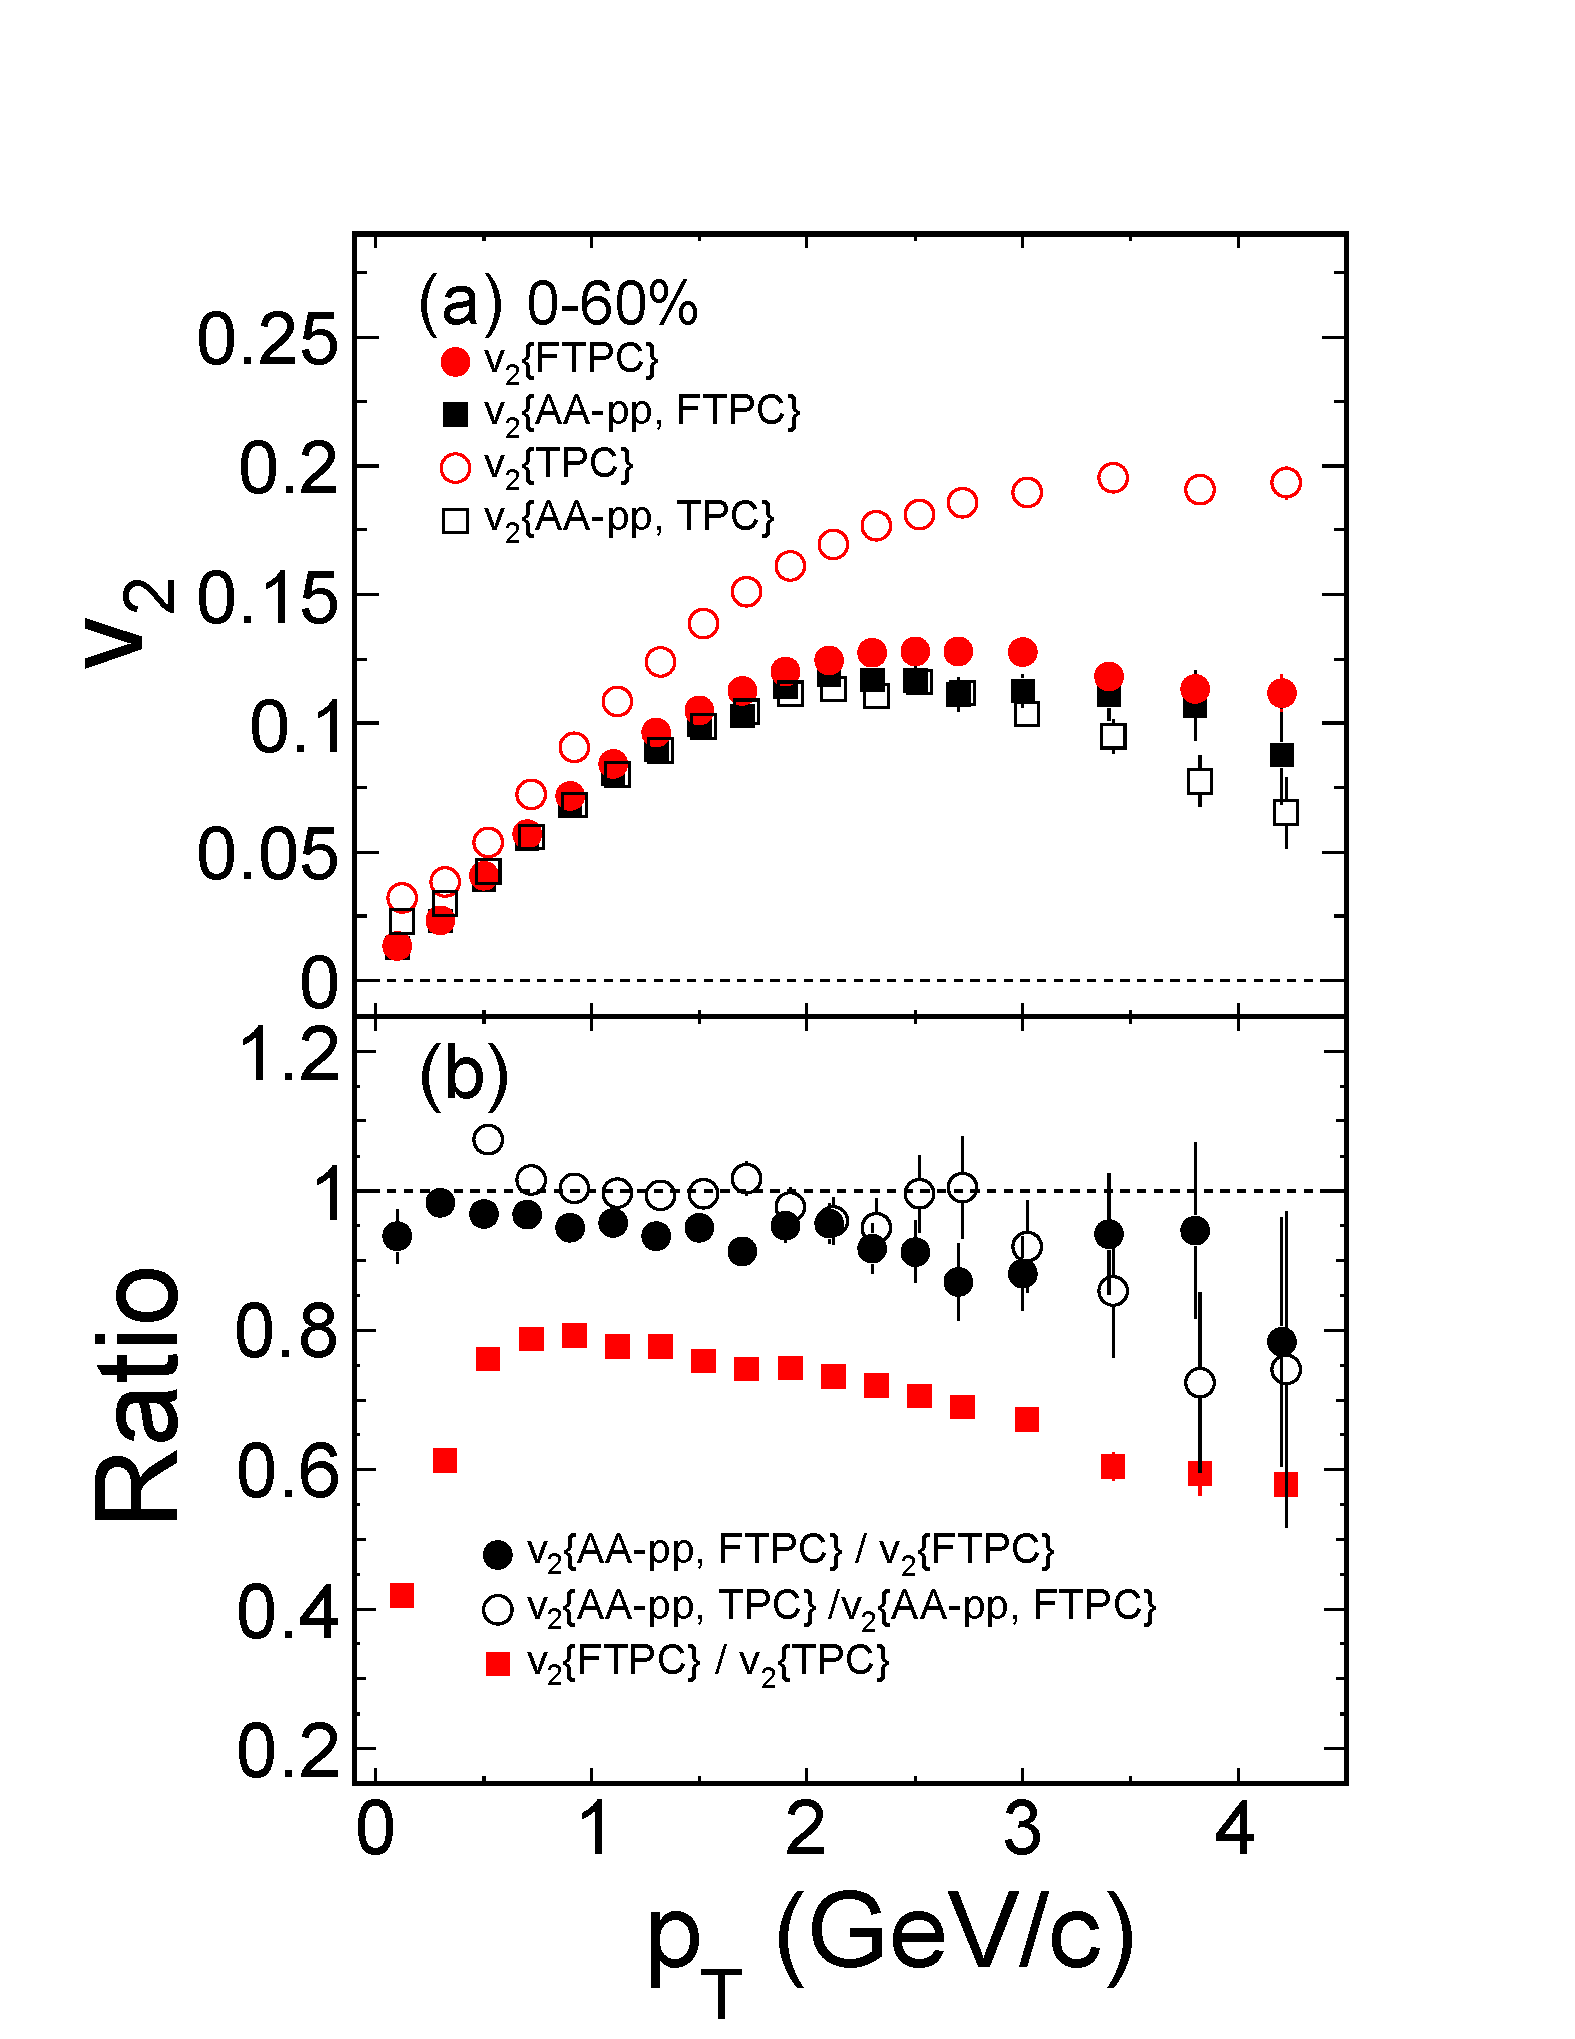 (a) 0-60%
v2{FTPC}
v2{AA-pp, FTPC}
v2{TPC}
v2{AA-pp, TPC}
v2
0.25
0.2
0.15
0.1
0.05
0
(b)
1.2
1
0.8
0.6
0.4
0.2
Ratio
v2{AA-pp, FTPC} / v2{FTPC}
v2{AA-pp, TPC} /v2{AA-pp, FTPC}
v2{FTPC} / v2{TPC}
0 1 2 3 4
pT (GeV/c)